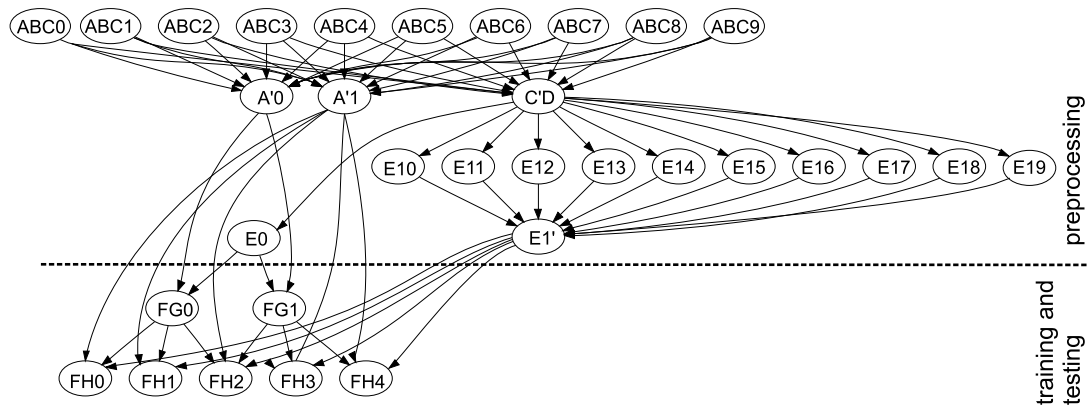 ABC0 ABC1 ABC2 ABC3 ABC4 ABC5 ABC6 ABC7 ABC8 ABC9
A'0 A'1 C'D
E10 E11 E12 E13 E14 E15 E16 E17 E18 E19
E0 E1'
preprocessing
FG0 FG1
FH0 FH1 FH2 FH3 FH4
training and
testing